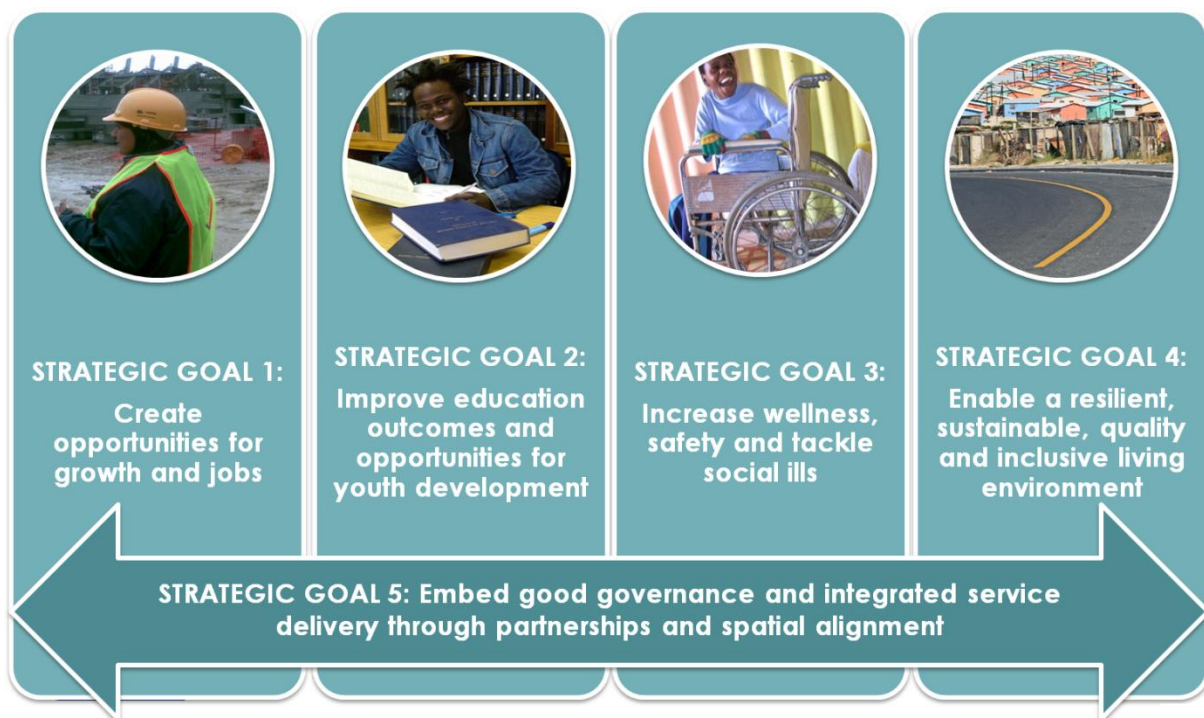 STRATEGIC GOAL 1:
Create
opportunities for
growth and jobs
STRATEGIC GOAL 2:
Improve education
outcomes and
opportunities for
youth development
STRATEGIC GOAL 3:
Increase wellness,
safety and tackle
social ills
STRATEGIC GOAL 4:
Enable a resilient,
sustainable, quality
and inclusive living
environment
STRATEGIC GOAL 5: Embed good governance and integrated service
delivery through partnerships and spatial alignment